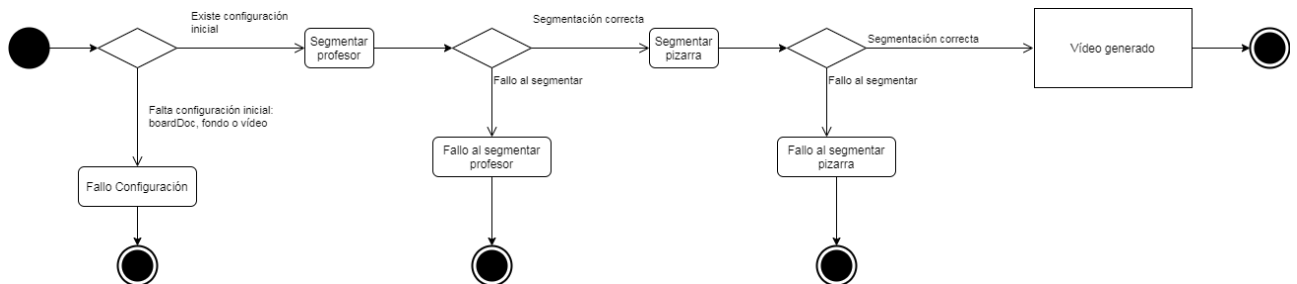 Existe configuración
inicial
Segmentar
profesor
Segmentación correcta
Segmentar
pizarra
Segmentación correcta
Vídeo generado
Fallo al segmentar
Fallo al segmentar
Falta configuración inicial:
boardDoc, fondo o vídeo
Fallo al segmentar
profesor
Fallo al segmentar
pizarra
Fallo Configuración